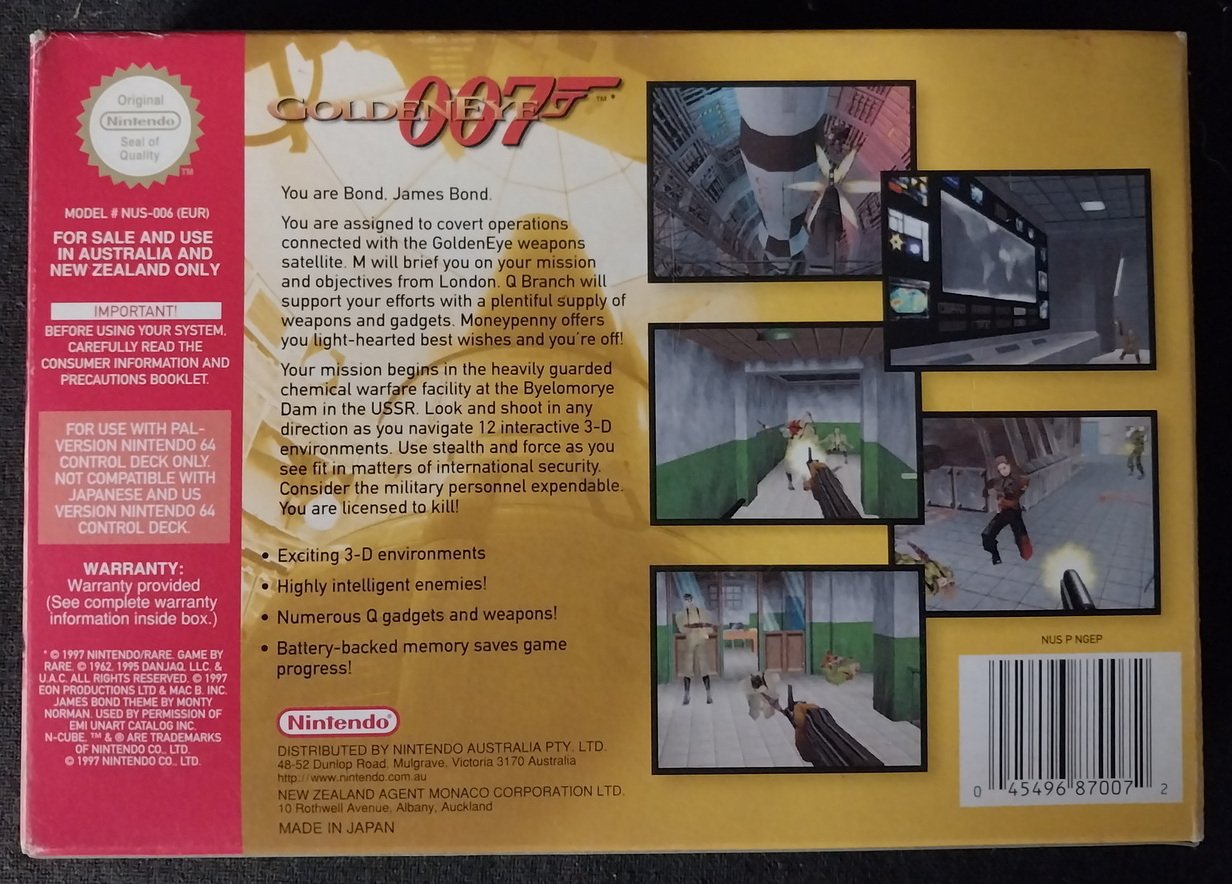 Original
Nintendo
Seal of
Quality
TM
MODEL # NUS-006 (EUR)
FOR SALE AND USE
IN AUSTRALIA AND
NEW ZEALAND ONLY
IMPORTANT!
BEFORE USING YOUR SYSTEM,
CAREFULLY READ THE
CONSUMER INFORMATION AND
PRECAUTIONS BOOKLET.
FOR USE WITH PAL-
VERSION NINTENDO 64
CONTROL DECK ONLY.
NOT COMPATIBLE WITH
JAPANESE AND US
VERSION NINTENDO 64
CONTROL DECK.
WARRANTY:
Warranty provided
(See complete warranty
information inside box.)
* © 1997 NINTENDO/RARE. GAME BY
RARE. © 1962, 1995 DANJAQ, LLC, &
U.A.C. ALL RIGHTS RESERVED. © 1997
EON PRODUCTIONS LTD & MAC B. INC.
JAMES BOND THEME BY MONTY
NORMAN. USED BY PERMISSION OF
EMI UNART CATALOG INC.
N-CUBE, ™ & ® ARE TRADEMARKS
OF NINTENDO CO., LTD.
© 1997 NINTENDO CO., LTD.
GOLDENEYE 007 ™ *
You are Bond. James Bond.
You are assigned to covert operations
connected with the GoldenEye weapons
satellite. M will brief you on your mission
and objectives from London. Q Branch will
support your efforts with a plentiful supply of
weapons and gadgets. Moneypenny offers
you light-hearted best wishes and you're off!
Your mission begins in the heavily guarded
chemical warfare facility at the Byelomorye
Dam in the USSR. Look and shoot in any
direction as you navigate 12 interactive 3-D
environments. Use stealth and force as you
see fit in matters of international security.
Consider the military personnel expendable.
You are licensed to kill!
• Exciting 3-D environments
• Highly intelligent enemies!
• Numerous Q gadgets and weapons!
• Battery-backed memory saves game
progress!
Nintendo®
DISTRIBUTED BY NINTENDO AUSTRALIA PTY. LTD.
48-52 Dunlop Road, Mulgrave, Victoria 3170 Australia
http://www.nintendo.com.au
NEW ZEALAND AGENT MONACO CORPORATION LTD.
10 Rothwell Avenue, Albany, Auckland
MADE IN JAPAN
NUS P NGEP
0 45496 87007 2